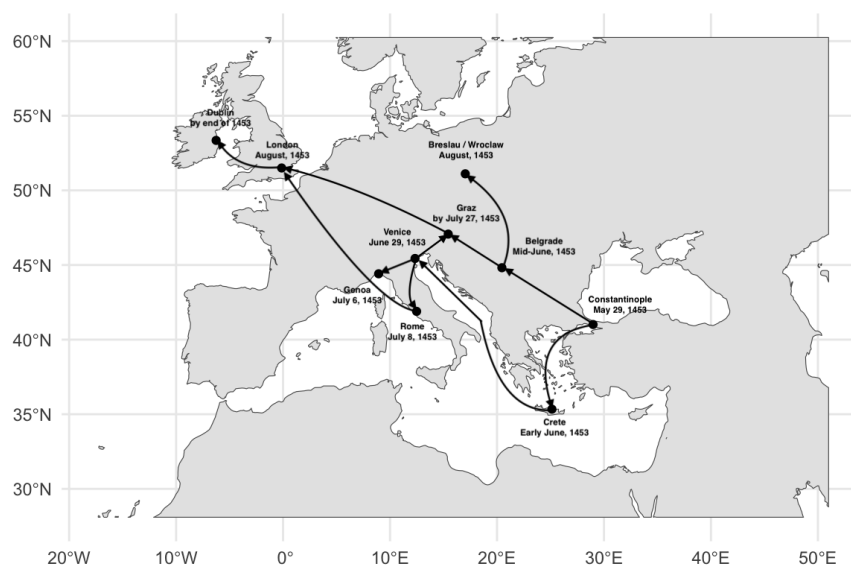 60°N
55°N
50°N
45°N
40°N
35°N
30°N
Dublin
by end of 1453
London
August, 1453
Breslau / Wroclaw
August, 1453
Graz
by July 27, 1453
Venice
June 29, 1453
Belgrade
Mid-June, 1453
Genoa
July 6, 1453
Constantinople
May 29, 1453
Rome
July 8, 1453
Crete
Early June, 1453
20°W
10°W
0°
10°E
20°E
30°E
40°E
50°E